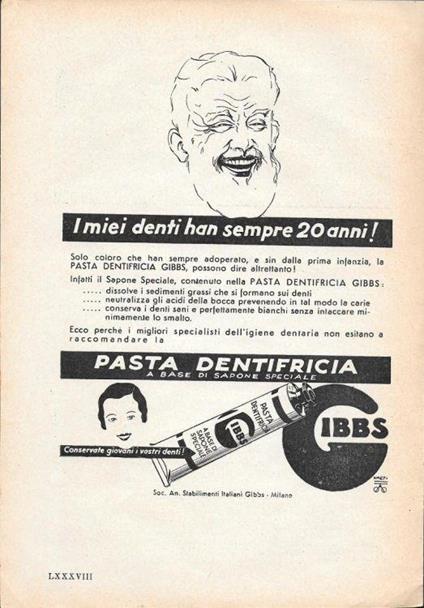 I miei denti han sempre 20 anni!
Solo coloro che han sempre adoperato, e sin dalla prima infanzia, la
PASTA DENTIFRICIA GIBBS, possono dire altrettanto!
Infatti il Sapone Speciale, contenuto nella PASTA DENTIFRICIA GIBBS:
..... dissolve i sedimenti grassi che si formano sui denti
..... neutralizza gli acidi della bocca prevenendo in tal modo la carie
..... conserva i denti sani e perfettamente bianchi senza intaccare mi-
nimamente lo smalto.
Ecco perchè i migliori specialisti dell'igiene dentaria non esitano a
raccomandare la
PASTA DENTIFRICIA
A BASE DI SAPONE SPECIALE
GIBBS
PASTA
DENTIFRICIA
GIBBS
A BASE DI
SAPONE
SPECIALE
Conservate giovani i vostri denti!
Soc. An. Stabilimenti Italiani Gibbs - Milano
LXXXVIII